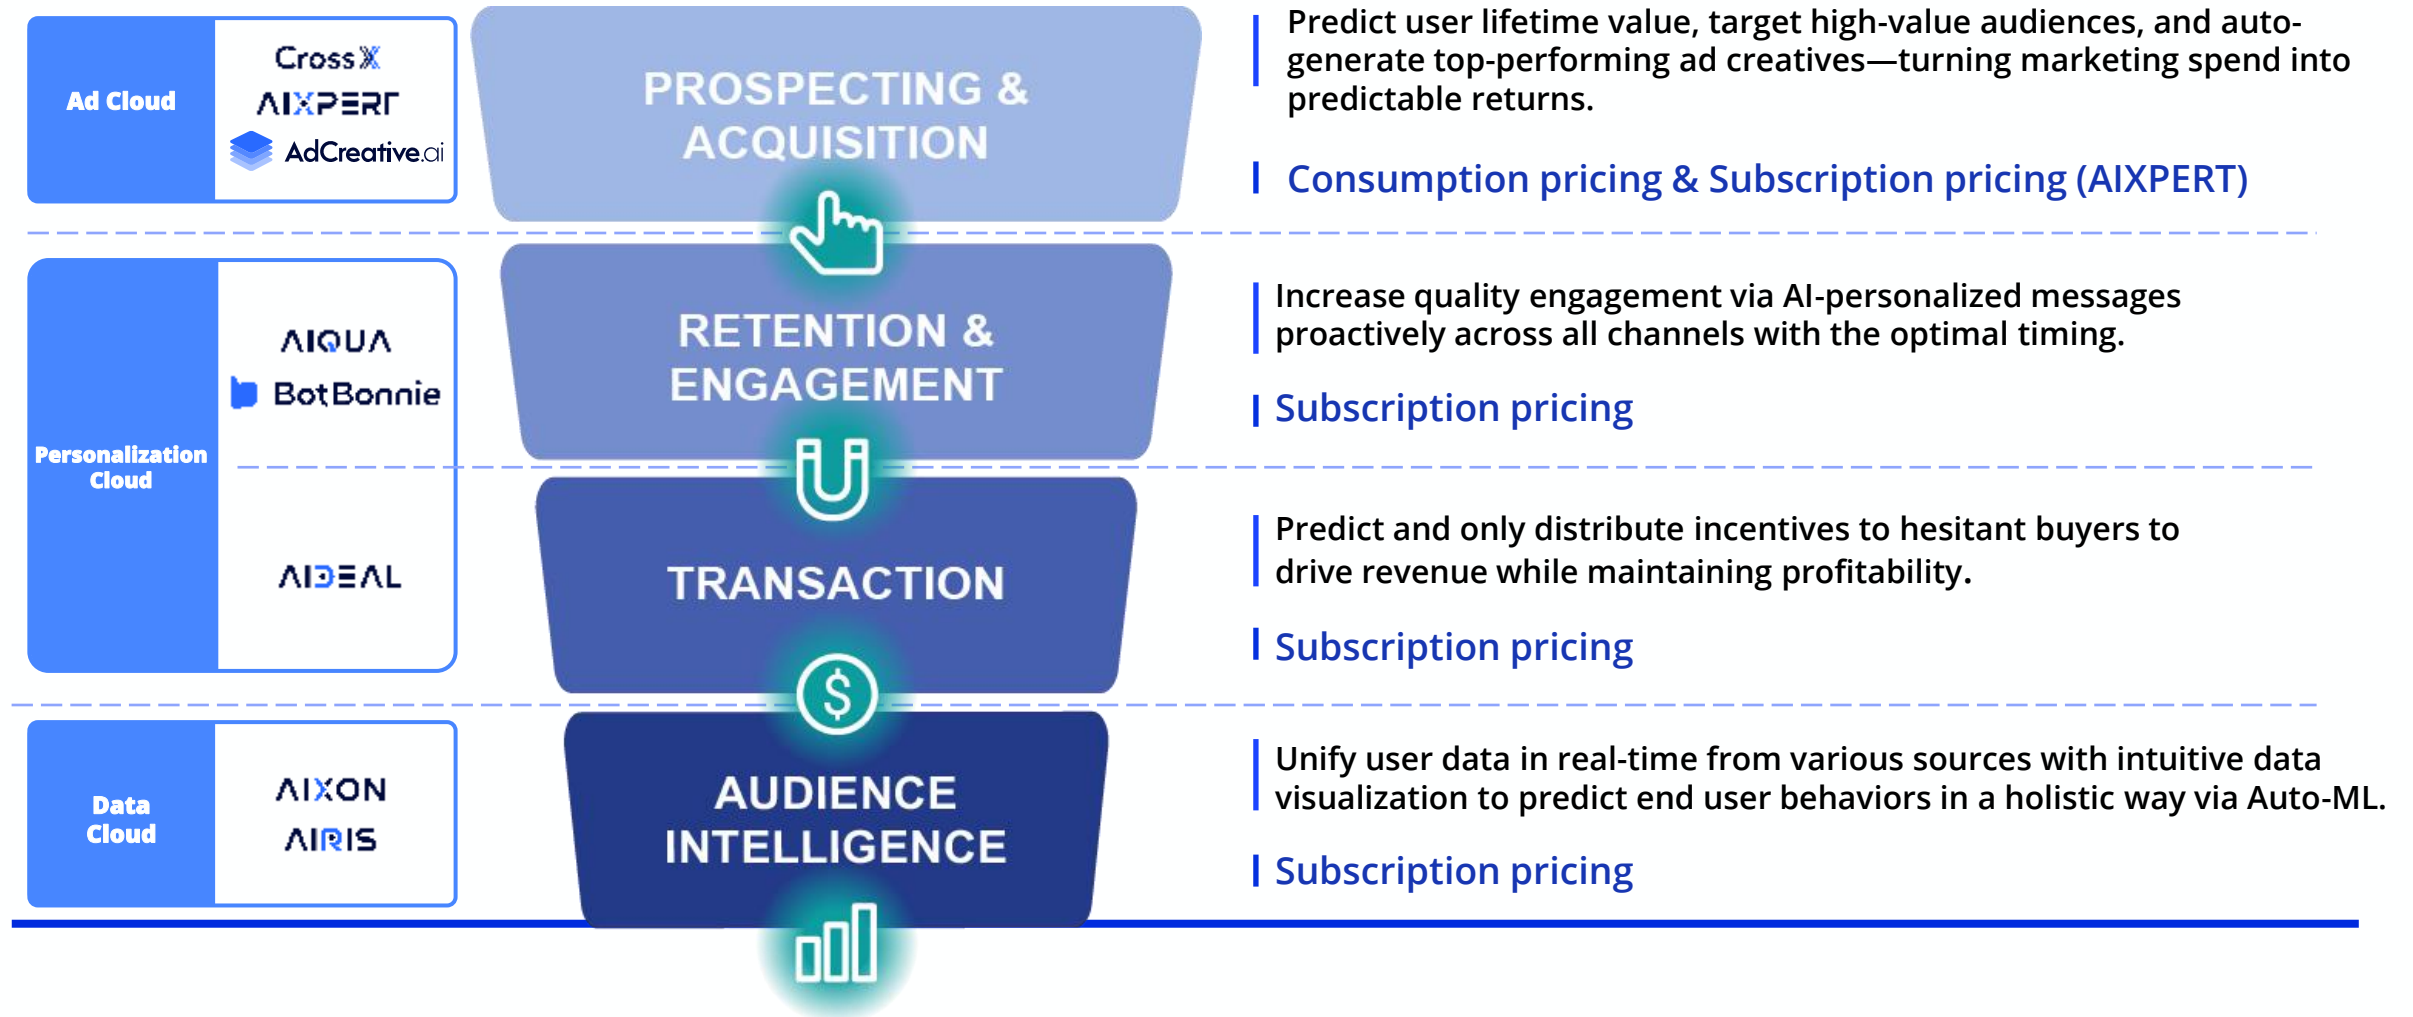 Ad Cloud
CrossX
AIXPERT
AdCreative.ai
PROSPECTING &
ACQUISITION
Predict user lifetime value, target high-value audiences, and auto-
generate top-performing ad creatives—turning marketing spend into
predictable returns.
Consumption pricing & Subscription pricing (AIXPERT)
Personalization
Cloud
AIQUA
BotBonnie
RETENTION &
ENGAGEMENT
Increase quality engagement via AI-personalized messages
proactively across all channels with the optimal timing.
Subscription pricing
AIDEAL
TRANSACTION
$
Predict and only distribute incentives to hesitant buyers to
drive revenue while maintaining profitability.
Subscription pricing
Data
Cloud
AIXON
AIRIS
AUDIENCE
INTELLIGENCE
Unify user data in real-time from various sources with intuitive data
visualization to predict end user behaviors in a holistic way via Auto-ML.
Subscription pricing